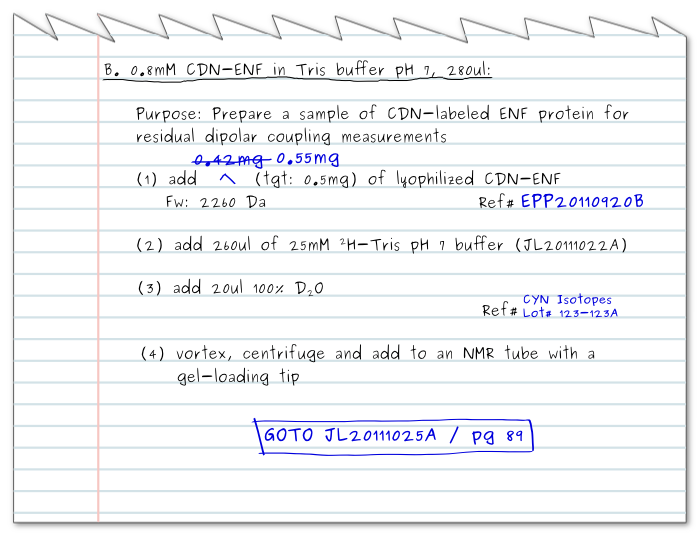 B. 0.8mM CDN-ENF in Tris buffer pH 7, 280ul:
Purpose: Prepare a sample of CDN-labeled ENF protein for
residual dipolar coupling measurements
0.42mg 0.55mg
(1) add ^ (tgt: 0.5mg) of lyophilized CDN-ENF
Fw: 2260 Da Ref# EPP20110920B
(2) add 260ul of 25mM ²H-Tris pH 7 buffer (JL20111022A)
(3) add 20ul 100% D₂O
CYN Isotopes
Ref# Lot# 123-123A
(4) vortex, centrifuge and add to an NMR tube with a
gel-loading tip
GOTO JL20111025A / pg 89